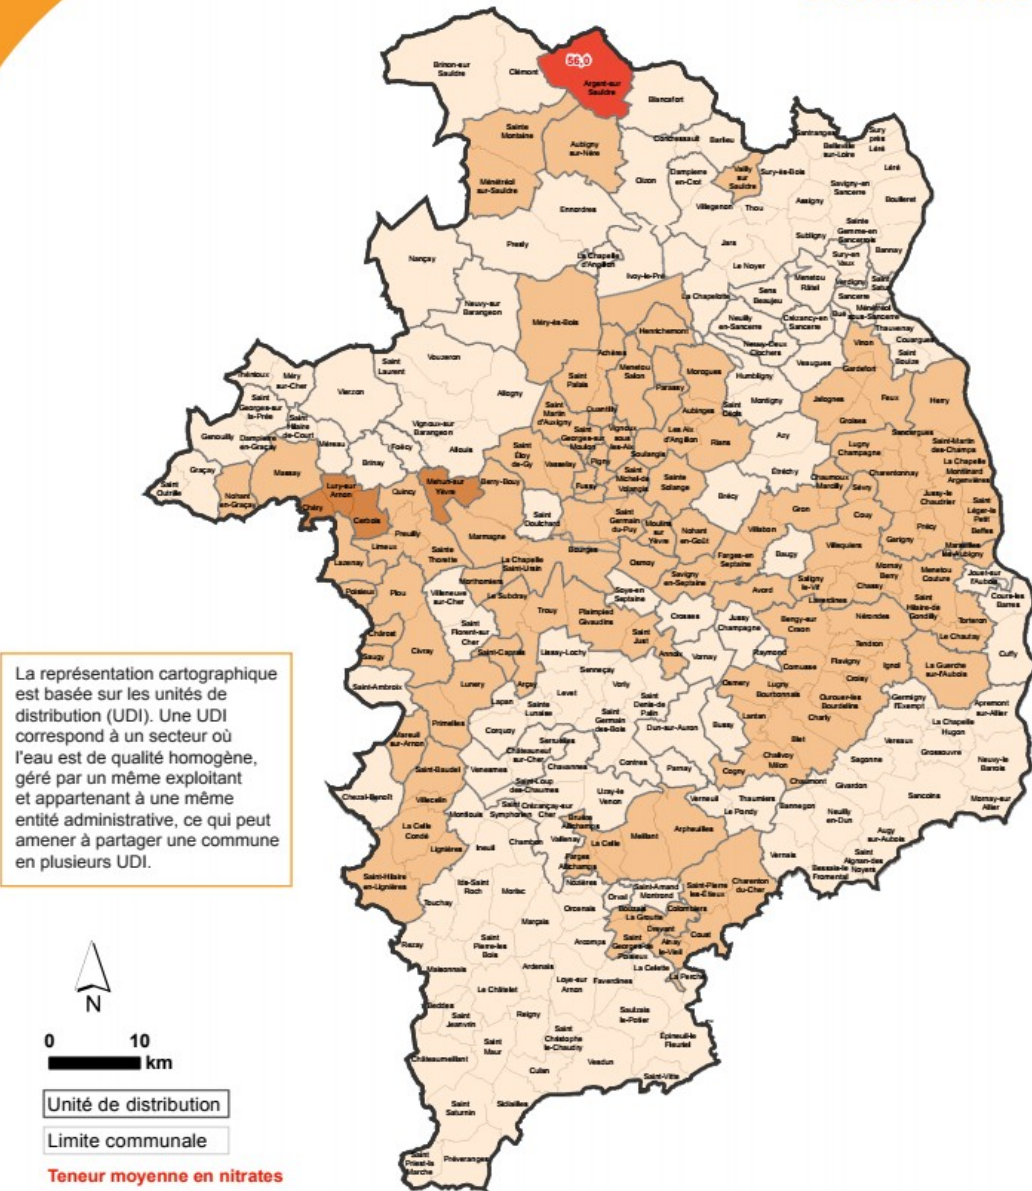 Brinon-sur
Sauldre
Clémont
56,0
Argent-sur
Sauldre
Blancafort
Sainte
Montaine
Aubigny
sur-Nère
Concressault
Barlieu
Santranges
Belleville
sur-Loire
Sury
près
Léré
Léré
Ménétréol
sur-Sauldre
Oizon
Dampierre
en-Crot
Vailly
sur
Sauldre
Sury-ès-Bois
Savigny-en
Sancerre
Boulleret
Villegenon
Thou
Assigny
Ennordres
Subligny
Sainte
Gemme-en
Sancerrois
Bannay
Nançay
Presly
La Chapelle
d'Angillon
Ivoy-le-Pré
Jars
Le Noyer
Sury-en
Vaux
Menetou
Râtel
Verdigny
Sens
Beaujeu
Sancerre
Neuvy-sur
Barangeon
Méry-ès-Bois
La Chapelotte
Henrichemont
Neuilly
en-Sancerre
Crézancy-en
Sancerre
Bué
Ménétréol
sous-Sancerre
Thauvenay
Couargues
Vinon
Saint
Bouize
Gardefort
Veaugues
Humbligny
Montigny
Achères
Menetou
Salon
Parassy
Morogues
Saint
Palais
Quantilly
Aubinges
Saint
Céols
Saint
Laurent
Vouzeron
Allogny
Thénioux
Méry
sur-Cher
Vierzon
Saint
Georges-sur
la-Prée
Saint
Hilaire
de-Court
Genouilly
Dampierre
en-Graçay
Méreau
Foëcy
Brinay
Vignoux-sur
Barangeon
Allouis
Saint
Martin
d'Auxigny
Saint
Georges-sur
Moulon
Vignoux
sous
les-Aix
Les Aix
d'Angillon
Rians
Azy
Étréchy
Jalognes
Feux
Herry
Groises
Sancergues
Lugny
Champagne
Saint-Martin
des-Champs
La Chapelle
Montlinard
Argenvières
Charentonnay
Graçay
Saint
Outrille
Nohant
en-Graçay
Massay
Lury-sur
Arnon
Chéry
Cerbois
Quincy
Mehun-sur
Yèvre
Berry-Bouy
Saint
Éloy
de-Gy
Vasselay
Pigny
Fussy
Soulangis
Saint
Michel de
Volangis
Sainte
Solange
Brécy
Chaumoux
Marcilly
Sévry
Jussy-le
Chaudrier
Saint
Léger-le
Petit
Beffes
Preuilly
Limeux
Lazenay
Sainte
Thorette
Marmagne
Saint
Doulchard
Saint
Germain
du-Puy
Moulins
sur
Yèvre
Nohant
en-Goût
Villabon
Gron
Couy
Garigny
Précy
Marseilles
lès-Aubigny
La Chapelle
Saint-Ursin
Bourges
Osmoy
Savigny
en-Septaine
Farges-en
Septaine
Baugy
Villequiers
Mornay
Berry
Menetou
Couture
Jouet-sur
l'Aubois
Cours-les
Barres
Poisieux
Plou
Villeneuve
sur-Cher
Morthomiers
Le Subdray
Trouy
Plaimpied
Givaudins
Soye-en
Septaine
Avord
Saligny
le-Vif
Laverdines
Chassy
Saint
Hilaire-de
Gondilly
Torteron
Chârost
Saugy
Civray
Saint
Florent-sur
Cher
Crosses
Jussy
Champagne
Bengy-sur
Craon
Nérondes
Le Chautay
Saint
Just
Annoix
Vornay
Raymond
Cornusse
Tendron
Flavigny
Ignol
La Guerche
sur-l'Aubois
Cuffy
Saint-Ambroix
Saint-Caprais
Lissay-Lochy
Senneçay
Lunery
Arçay
Levet
Vorly
Osmery
Lugny
Bourbonnais
Croisy
Ourouer-les
Bourdelins
Germigny
l'Exempt
Apremont
sur-Allier
Lapan
Sainte
Lunaise
Saint
Germain
des-Bois
Saint
Denis-de
Palin
Dun-sur-Auron
Bussy
Lantan
Charly
La Chapelle
Hugon
Mareuil
sur-Arnon
Primelles
Corquoy
Serruelles
Châteauneuf
sur-Cher
Chavannes
Contres
Parnay
Cogny
Blet
Chalivoy
Milon
Vereaux
Grossouvre
Sagonne
Neuvy-le
Barrois
Saint-Baudel
Venesmes
Saint-Loup
des-Chaumes
Uzay-le
Venon
Verneuil
Thaumiers
Chaumont
Givardon
Sancoins
Mornay-sur
Allier
Chezal-Benoît
Villecelin
Montlouis
Saint
Symphorien
Crézançay-sur
Cher
Bruère
Allichamps
Vallenay
Le Pondy
Bannegon
Neuilly
en-Dun
Augy
sur-Aubois
La Celle
Condé
Lignières
Ineuil
Chambon
Farges
Allichamps
La Celle
Meillant
Arpheuilles
Vernais
Bessais-le
Fromental
Saint
Aignan-des
Noyers
Saint-Hilaire
en-Lignières
Touchay
Ids-Saint
Roch
Morlac
Nozières
Orval
Saint-Amand
Montrond
Saint-Pierre
les-Étieux
Charenton
du-Cher
Marçais
Orcenais
Bouzais
La Groutte
Colombiers
Drevant
Coust
Rezay
Saint
Pierre-les
Bois
Arcomps
Saint
Georges-de
Poisieux
Ainay
le-Vieil
Maisonnais
Ardenais
La Celette
La Perche
Le Châtelet
Loye-sur
Arnon
Faverdines
Beddes
Saint
Jeanvrin
Reigny
Saulzais
le-Potier
Châteaumeillant
Saint
Maur
Saint
Christophe
le-Chaudry
Épineuil-le
Fleuriel
Culan
Vesdun
Saint-Vitte
Saint
Saturnin
Sidiailles
Saint
Priest-la
Marche
Préveranges
La représentation cartographique
est basée sur les unités de
distribution (UDI). Une UDI
correspond à un secteur où
l'eau est de qualité homogène,
géré par un même exploitant
et appartenant à une même
entité administrative, ce qui peut
amener à partager une commune
en plusieurs UDI.
N
0 10
km
Unité de distribution
Limite communale
Teneur moyenne en nitrates